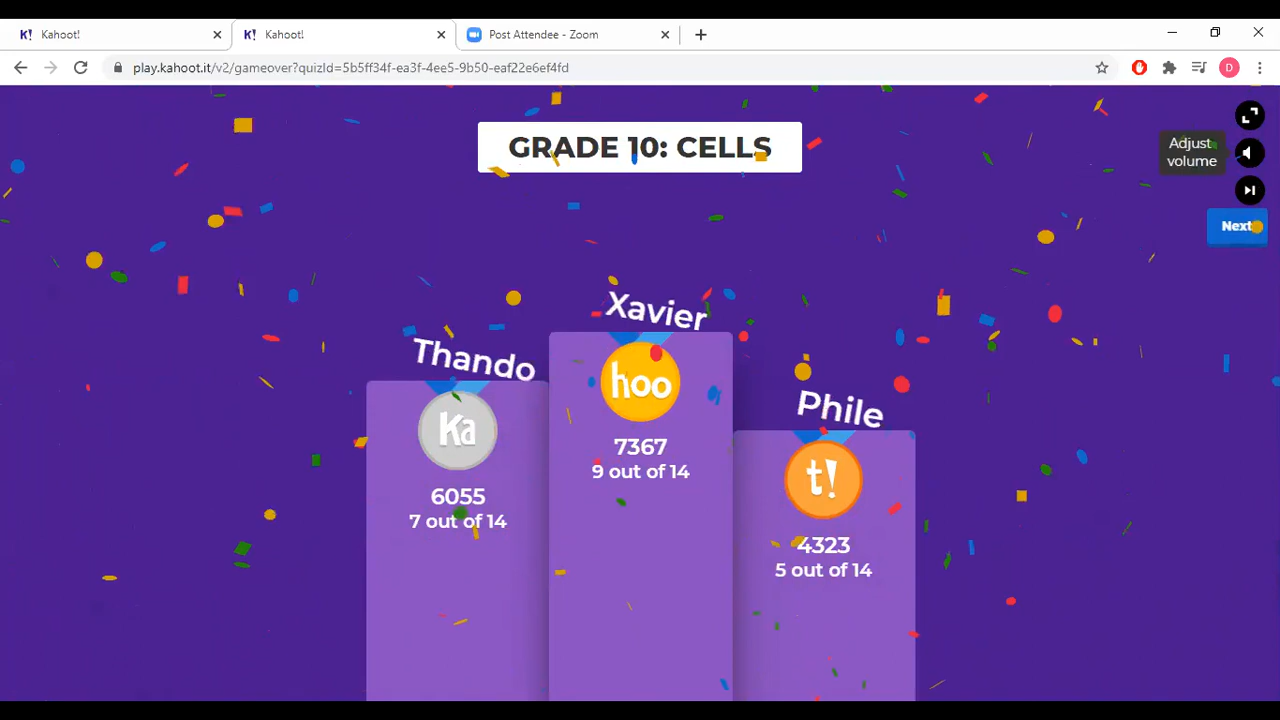 K! Kahoot!
K! Kahoot!
Post Attendee - Zoom
play.kahoot.it/v2/gameover?quizId=5b5ff34f-ea3f-4ee5-9b50-eaf22e6ef4fd
D
GRADE 10: CELLS
Adjust
volume
Next
Xavier
hoo
7367
9 out of 14
Thando
Ka
6055
7 out of 14
Phile
t!
4323
5 out of 14